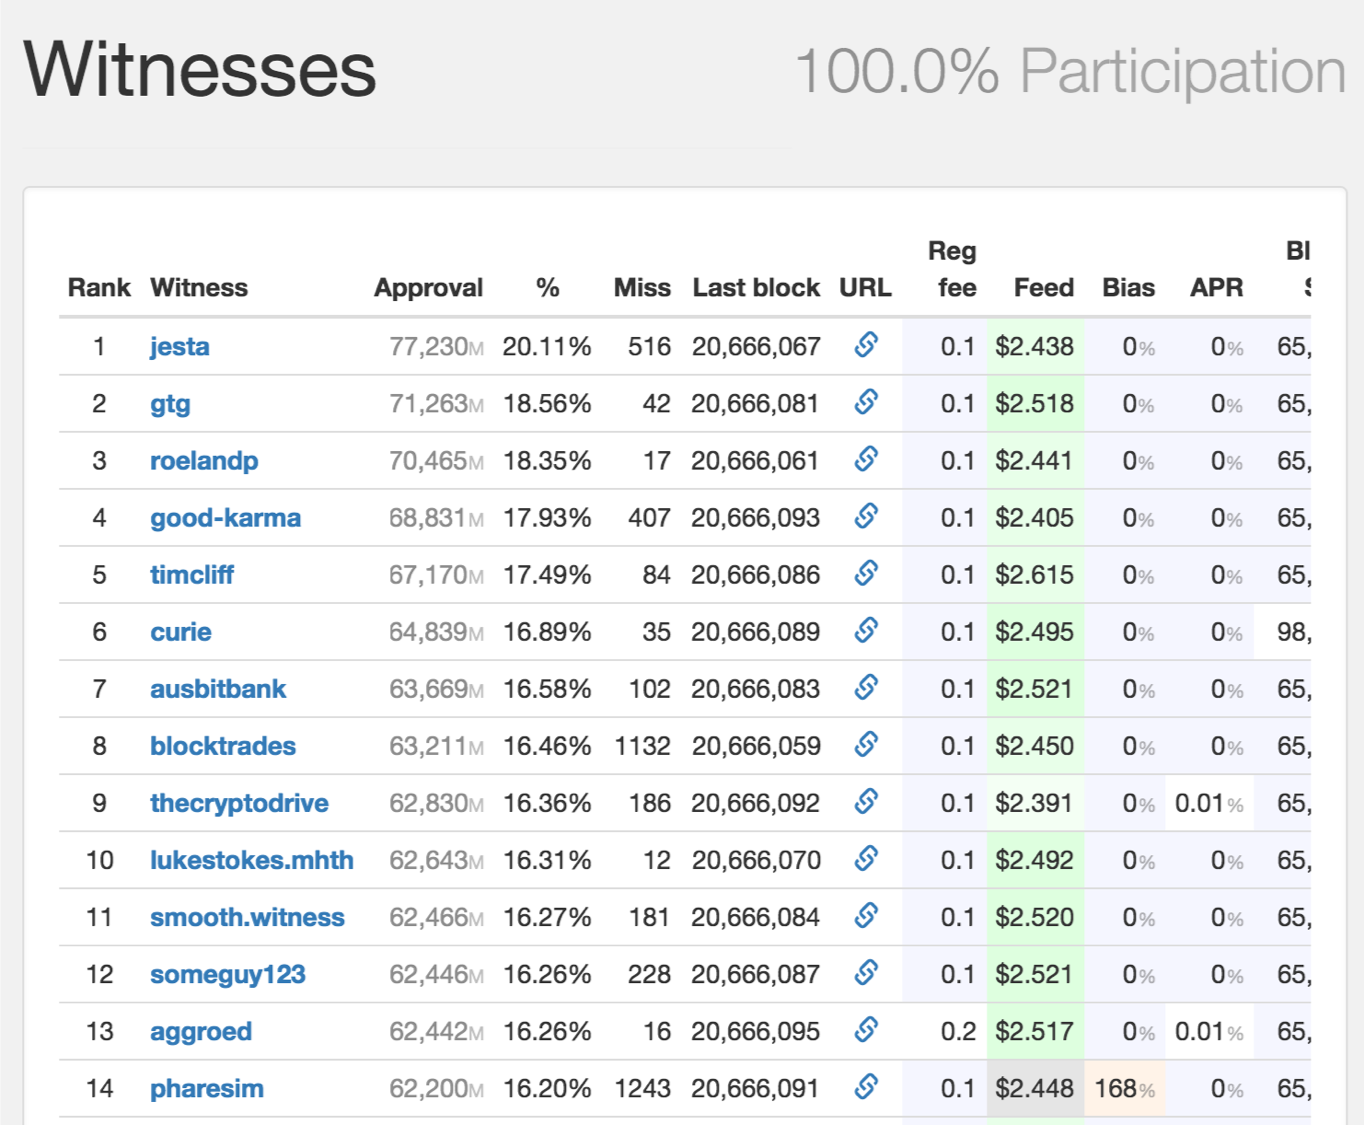 Witnesses 100.0% Participation
Reg Bl
Rank Witness Approval % Miss Last block URL fee Feed Bias APR
1 jesta 77,230M 20.11% 516 20,666,067 0.1 $2.438 0% 0% 65,
2 gtg 71,263M 18.56% 42 20,666,081 0.1 $2.518 0% 0% 65,
3 roelandp 70,465M 18.35% 17 20,666,061 0.1 $2.441 0% 0% 65,
4 good-karma 68,831M 17.93% 407 20,666,093 0.1 $2.405 0% 0% 65,
5 timcliff 67,170M 17.49% 84 20,666,086 0.1 $2.615 0% 0% 65,
6 curie 64,839M 16.89% 35 20,666,089 0.1 $2.495 0% 0% 98,
7 ausbitbank 63,669M 16.58% 102 20,666,083 0.1 $2.521 0% 0% 65,
8 blocktrades 63,211M 16.46% 1132 20,666,059 0.1 $2.450 0% 0% 65,
9 thecryptodrive 62,830M 16.36% 186 20,666,092 0.1 $2.391 0% 0.01% 65,
10 lukestokes.mhth 62,643M 16.31% 12 20,666,070 0.1 $2.492 0% 0% 65,
11 smooth.witness 62,466M 16.27% 181 20,666,084 0.1 $2.520 0% 0% 65,
12 someguy123 62,446M 16.26% 228 20,666,087 0.1 $2.521 0% 0% 65,
13 aggroed 62,442M 16.26% 16 20,666,095 0.2 $2.517 0% 0.01% 65,
14 pharesim 62,200M 16.20% 1243 20,666,091 0.1 $2.448 168% 0% 65,